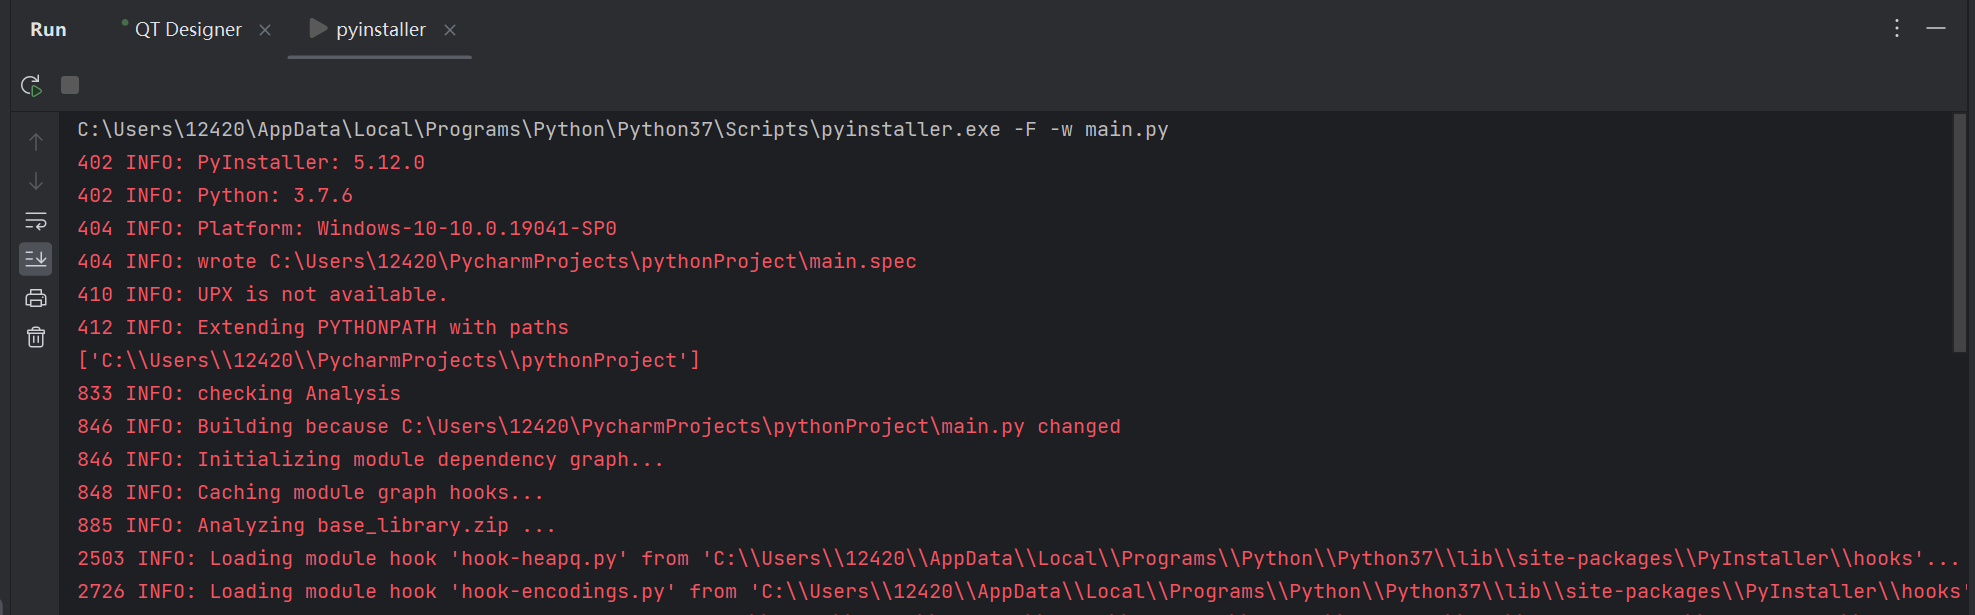 Run QT Designer pyinstaller
C:\Users\12420\AppData\Local\Programs\Python\Python37\Scripts\pyinstaller.exe -F -w main.py
402 INFO: PyInstaller: 5.12.0
402 INFO: Python: 3.7.6
404 INFO: Platform: Windows-10-10.0.19041-SP0
404 INFO: wrote C:\Users\12420\PycharmProjects\pythonProject\main.spec
410 INFO: UPX is not available.
412 INFO: Extending PYTHONPATH with paths
['C:\\Users\\12420\\PycharmProjects\\pythonProject']
833 INFO: checking Analysis
846 INFO: Building because C:\Users\12420\PycharmProjects\pythonProject\main.py changed
846 INFO: Initializing module dependency graph...
848 INFO: Caching module graph hooks...
885 INFO: Analyzing base_library.zip ...
2503 INFO: Loading module hook 'hook-heapq.py' from 'C:\\Users\\12420\\AppData\\Local\\Programs\\Python\\Python37\\lib\\site-packages\\PyInstaller\\hooks'...
2726 INFO: Loading module hook 'hook-encodings.py' from 'C:\\Users\\12420\\AppData\\Local\\Programs\\Python\\Python37\\lib\\site-packages\\PyInstaller\\hooks'